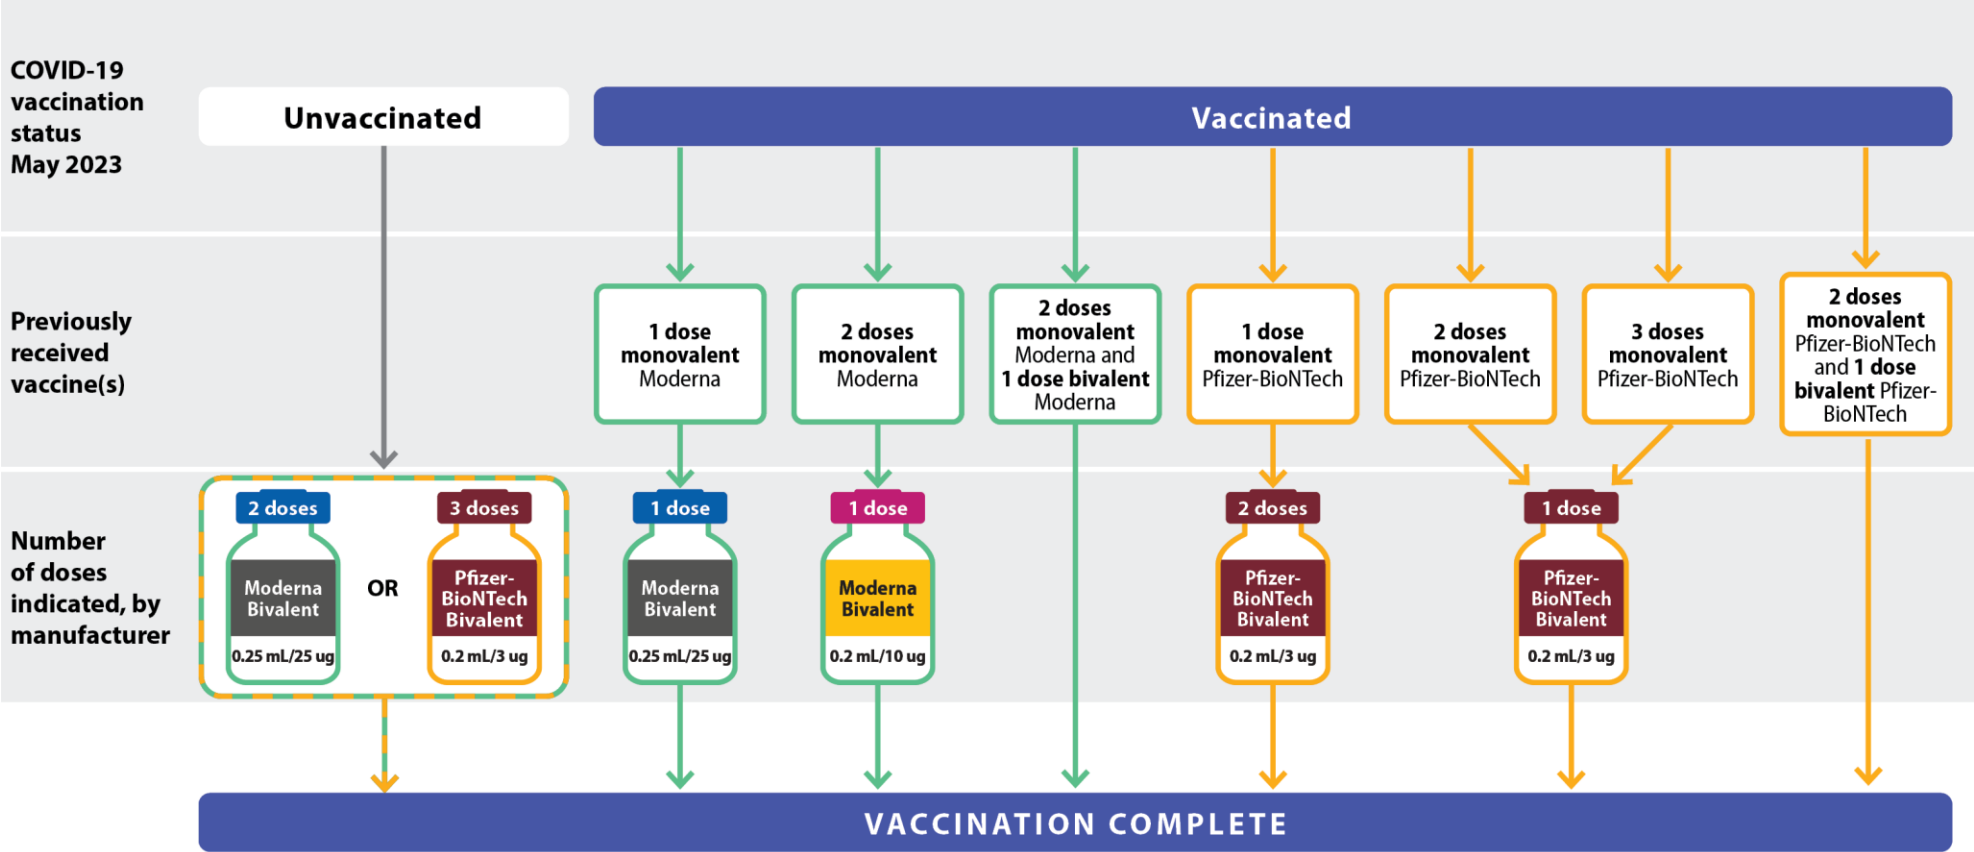 COVID-19
vaccination
status
May 2023
Unvaccinated
Vaccinated
Previously
received
vaccine(s)
1 dose
monovalent
Moderna
2 doses
monovalent
Moderna
2 doses
monovalent
Moderna and
1 dose bivalent
Moderna
1 dose
monovalent
Pfizer-BioNTech
2 doses
monovalent
Pfizer-BioNTech
3 doses
monovalent
Pfizer-BioNTech
2 doses
monovalent
Pfizer-BioNTech
and 1 dose
bivalent Pfizer-
BioNTech
Number
of doses
indicated, by
manufacturer
2 doses
Moderna
Bivalent
0.25 mL/25 ug
OR
3 doses
Pfizer-
BioNTech
Bivalent
0.2 mL/3 ug
1 dose
Moderna
Bivalent
0.25 mL/25 ug
1 dose
Moderna
Bivalent
0.2 mL/10 ug
2 doses
Pfizer-
BioNTech
Bivalent
0.2 mL/3 ug
1 dose
Pfizer-
BioNTech
Bivalent
0.2 mL/3 ug
VACCINATION COMPLETE